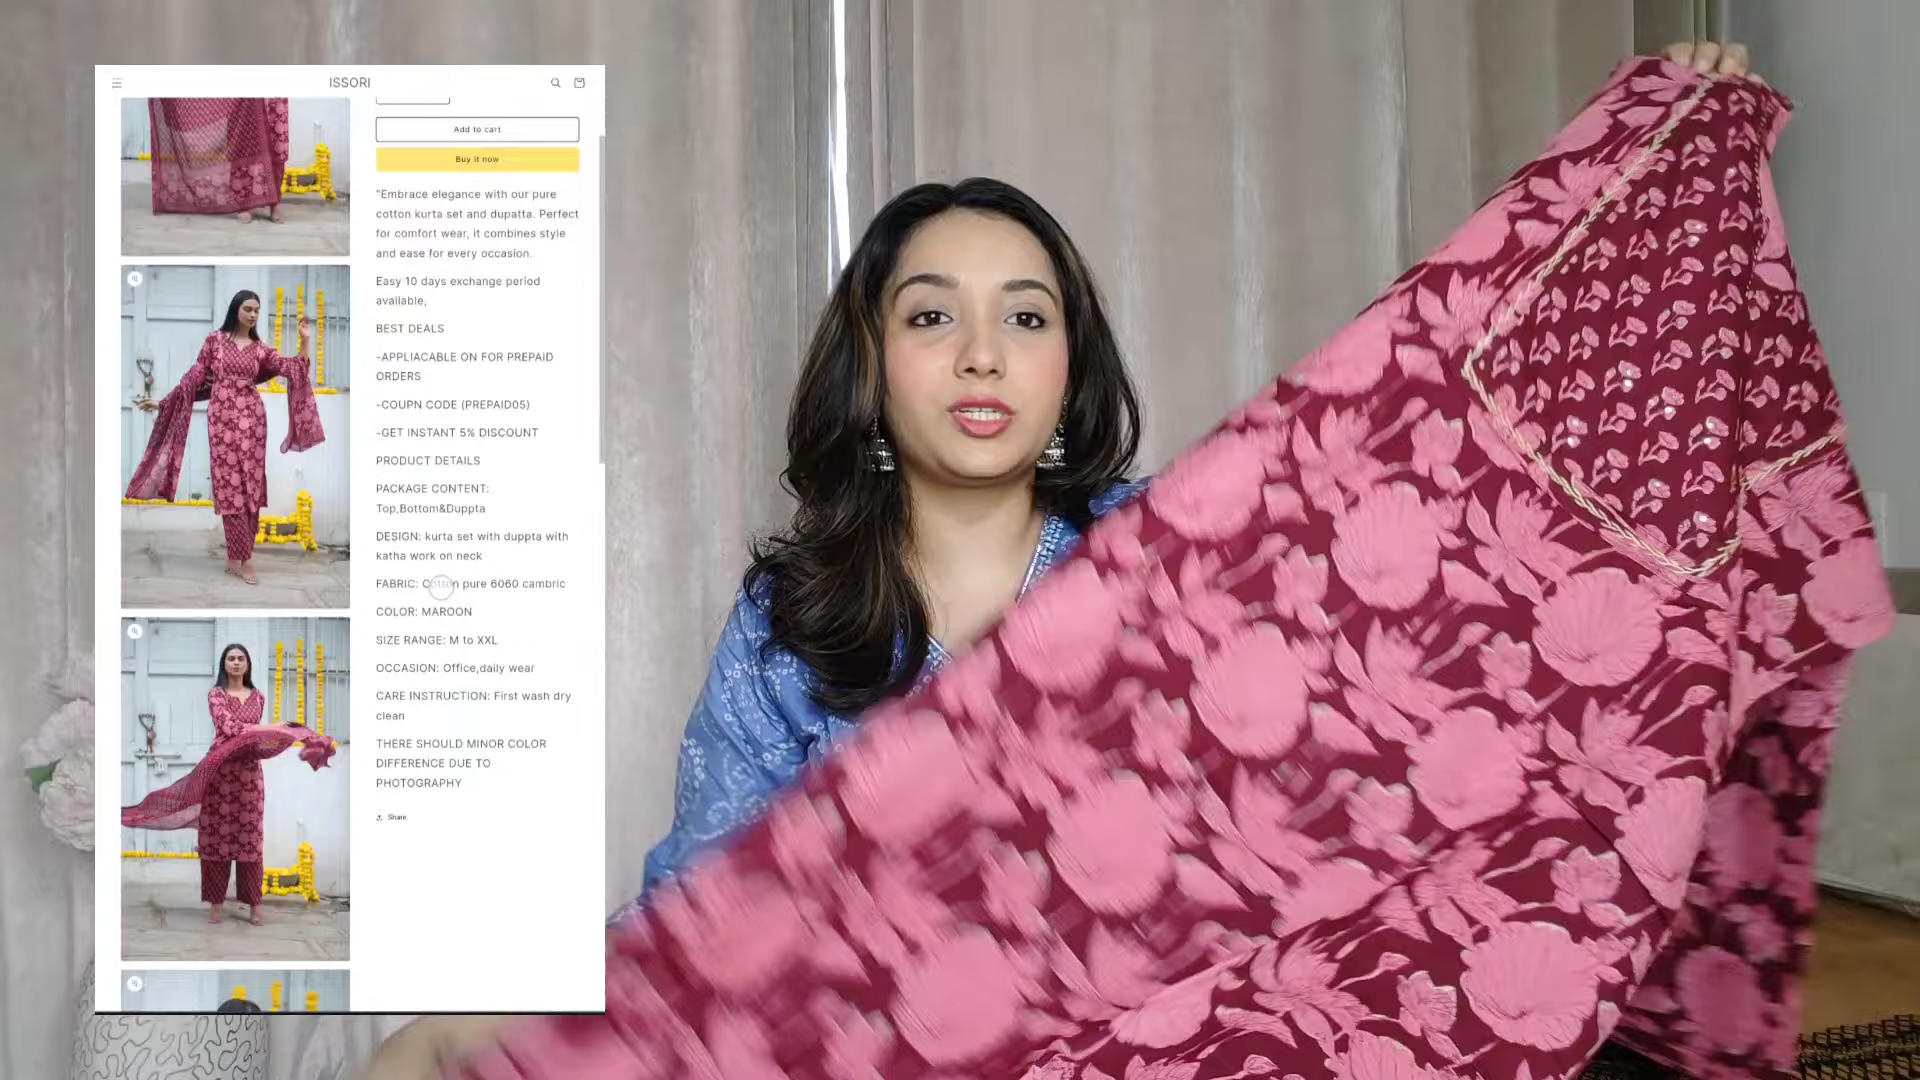 ISSORI
Add to cart
Buy it now
"Embrace elegance with our pure
cotton kurta set and dupatta. Perfect
for comfort wear, it combines style
and ease for every occasion.
Easy 10 days exchange period
available,
BEST DEALS
-APPLIACABLE ON FOR PREPAID
ORDERS
-COUPN CODE (PREPAID05)
-GET INSTANT 5% DISCOUNT
PRODUCT DETAILS
PACKAGE CONTENT:
Top,Bottom&Duppta
DESIGN: kurta set with duppta with
katha work on neck
FABRIC: Cotton pure 6060 cambric
COLOR: MAROON
SIZE RANGE: M to XXL
OCCASION: Office,daily wear
CARE INSTRUCTION: First wash dry
clean
THERE SHOULD MINOR COLOR
DIFFERENCE DUE TO
PHOTOGRAPHY
Share